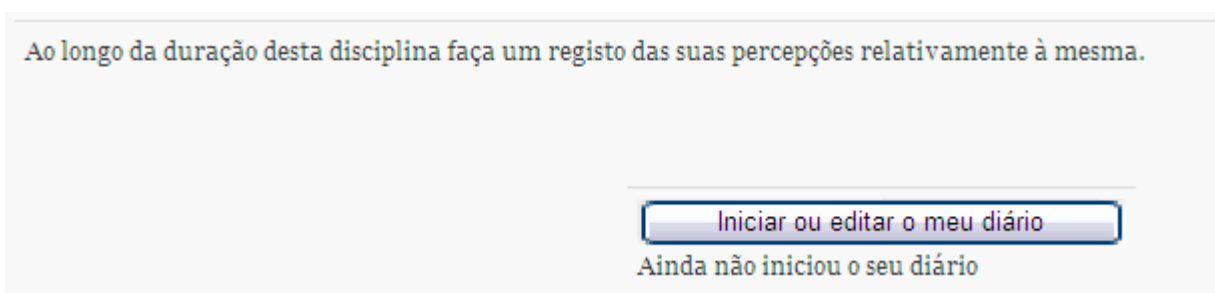 Ao longo da duração desta disciplina faça um registo das suas percepções relativamente à mesma.
Iniciar ou editar o meu diário
Ainda não iniciou o seu diário